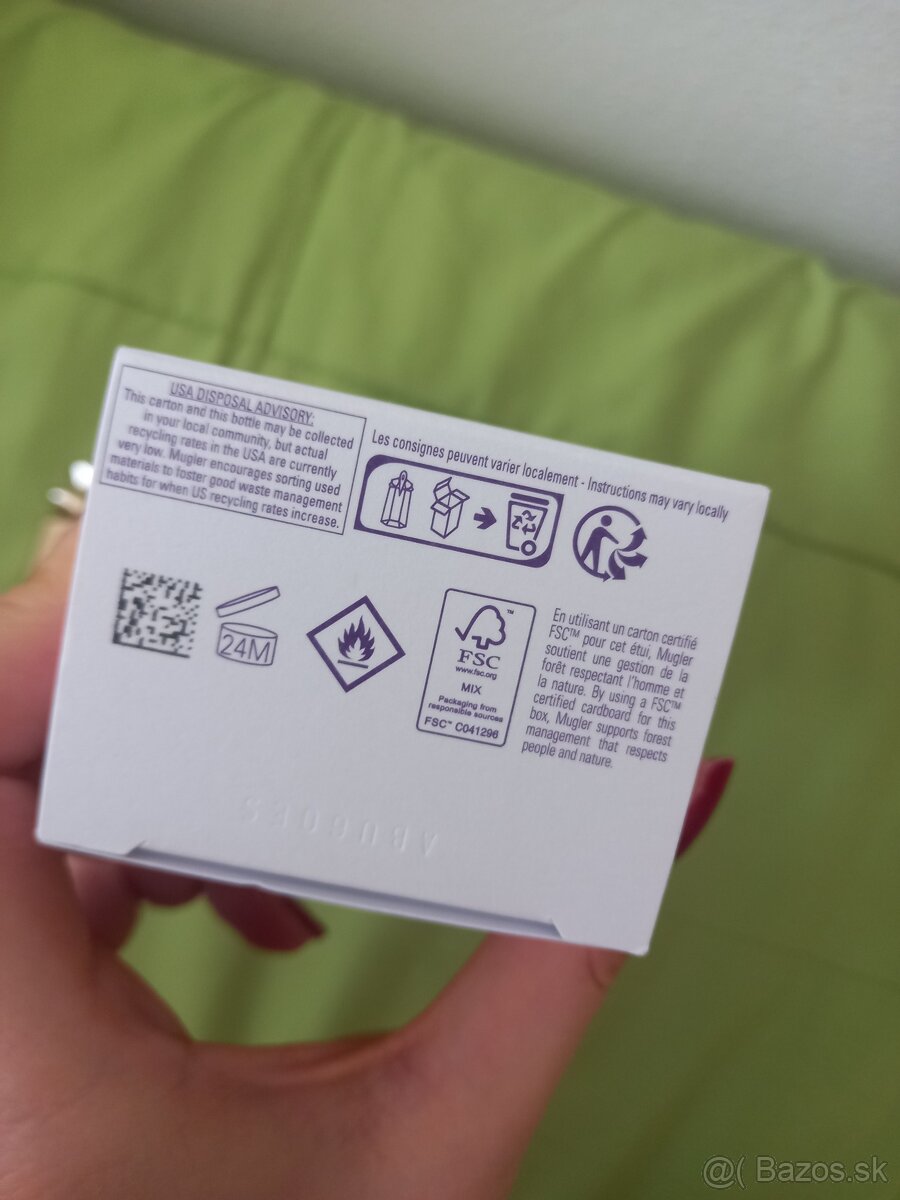 USA DISPOSAL ADVISORY:
This carton and this bottle may be collected
in your local community, but actual
recycling rates in the USA are currently
very low. Mugler encourages sorting used
materials to foster good waste management
habits for when US recycling rates increase.
Les consignes peuvent varier localement - Instructions may vary locally
24M
™
FSC
www.fsc.org
MIX
Packaging from
responsible sources
FSC™ C041296
En utilisant un carton certifié
FSC™ pour cet étui, Mugler
soutient une gestion de la
forêt respectant l'homme et
la nature. By using a FSC™
certified cardboard for this
box, Mugler supports forest
management that respects
people and nature.
@( Bazos.sk